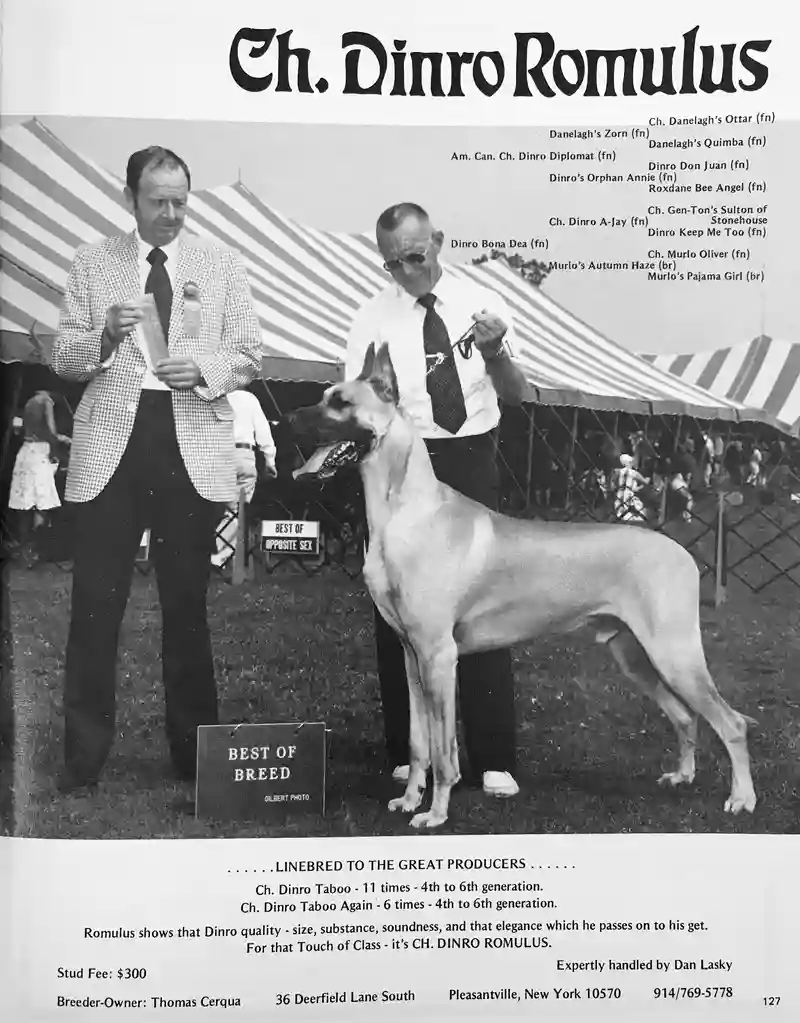 Ch. Dinro Romulus
Ch. Danelagh's Ottar (fn)
Danelagh's Zorn (fn)
Danelagh's Quimba (fn)
Am. Can. Ch. Dinro Diplomat (fn)
Dinro Don Juan (fn)
Dinro's Orphan Annie (fn)
Roxdane Bee Angel (fn)
Ch. Gen-Ton's Sulton of
Stonehouse
Ch. Dinro A-Jay (fn)
Dinro Keep Me Too (fn)
Dinro Bona Dea (fn)
Ch. Murlo Oliver (fn)
Murlo's Autumn Haze (br)
Murlo's Pajama Girl (br)
BEST OF
OPPOSITE SEX
BEST OF
BREED
GILBERT PHOTO
. . . . . . LINEBRED TO THE GREAT PRODUCERS . . . . . .
Ch. Dinro Taboo - 11 times - 4th to 6th generation.
Ch. Dinro Taboo Again - 6 times - 4th to 6th generation.
Romulus shows that Dinro quality - size, substance, soundness, and that elegance which he passes on to his get.
For that Touch of Class - it's CH. DINRO ROMULUS.
Stud Fee: $300
Expertly handled by Dan Lasky
Breeder-Owner: Thomas Cerqua 36 Deerfield Lane South Pleasantville, New York 10570 914/769-5778
127